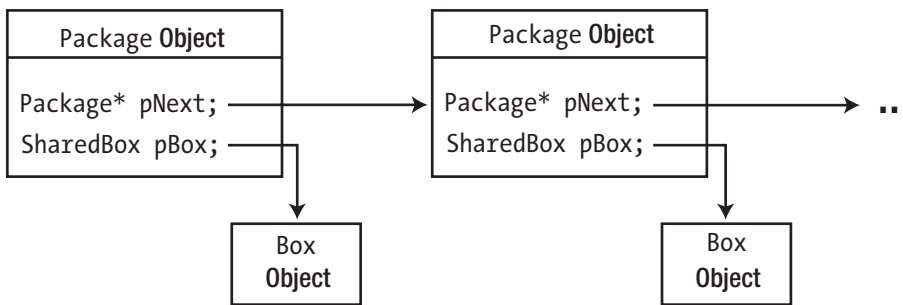 Package Object
Package* pNext;
SharedBox pBox;
Box
Object
Package Object
Package* pNext;
SharedBox pBox;
Box
Object
..